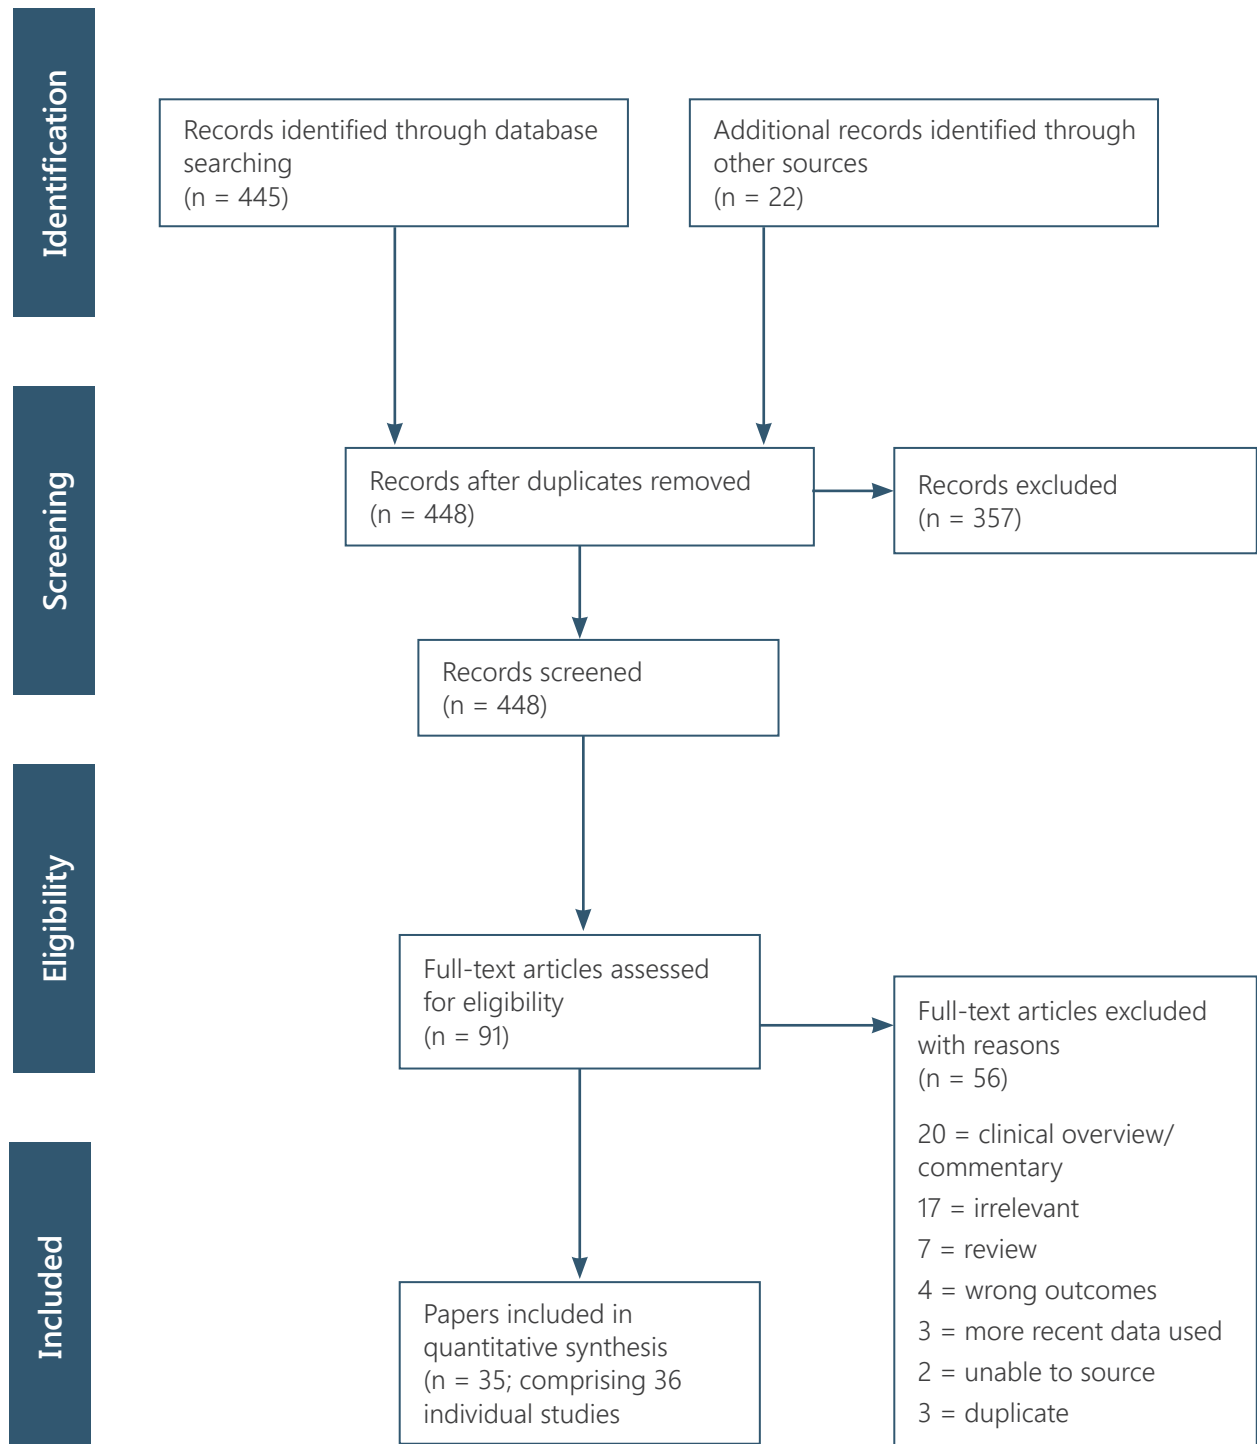 Identification
Records identified through database
searching
(n = 445)
Additional records identified through
other sources
(n = 22)
Screening
Records after duplicates removed
(n = 448)
Records excluded
(n = 357)
Records screened
(n = 448)
Eligibility
Full-text articles assessed
for eligibility
(n = 91)
Full-text articles excluded
with reasons
(n = 56)
20 = clinical overview/
commentary
17 = irrelevant
7 = review
4 = wrong outcomes
3 = more recent data used
2 = unable to source
3 = duplicate
Included
Papers included in
quantitative synthesis
(n = 35; comprising 36
individual studies